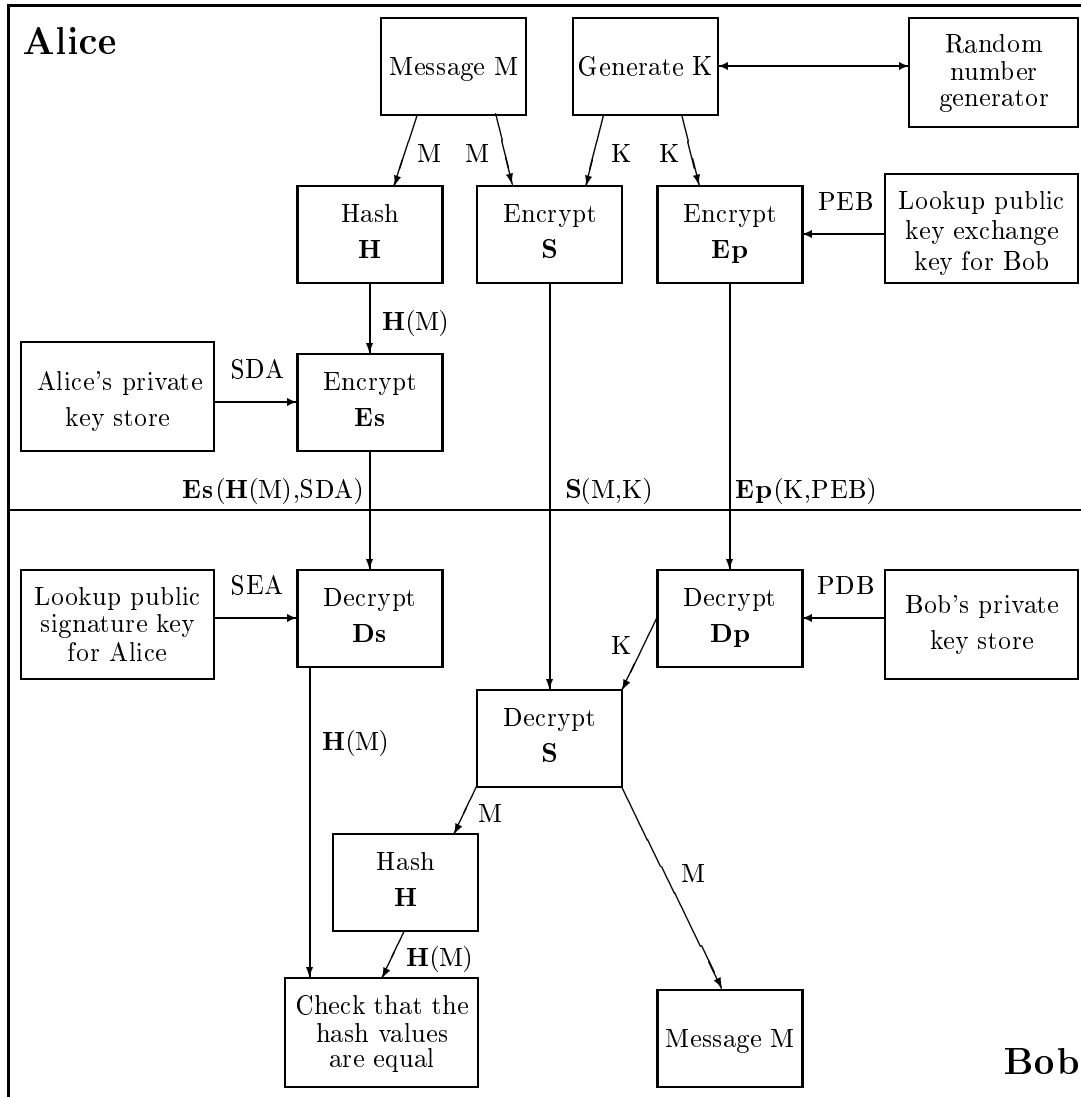 Alice
Message M
Generate K
Random
number
generator
M
M
K
K
Hash
H
Encrypt
S
Encrypt
Ep
PEB
Lookup public
key exchange
key for Bob
H(M)
Alice's private
key store
SDA
Encrypt
Es
Es(H(M),SDA)
S(M,K)
Ep(K,PEB)
Lookup public
signature key
for Alice
SEA
Decrypt
Ds
Decrypt
Dp
PDB
Bob's private
key store
K
Decrypt
S
H(M)
M
Hash
H
M
H(M)
Check that the
hash values
are equal
Message M
Bob